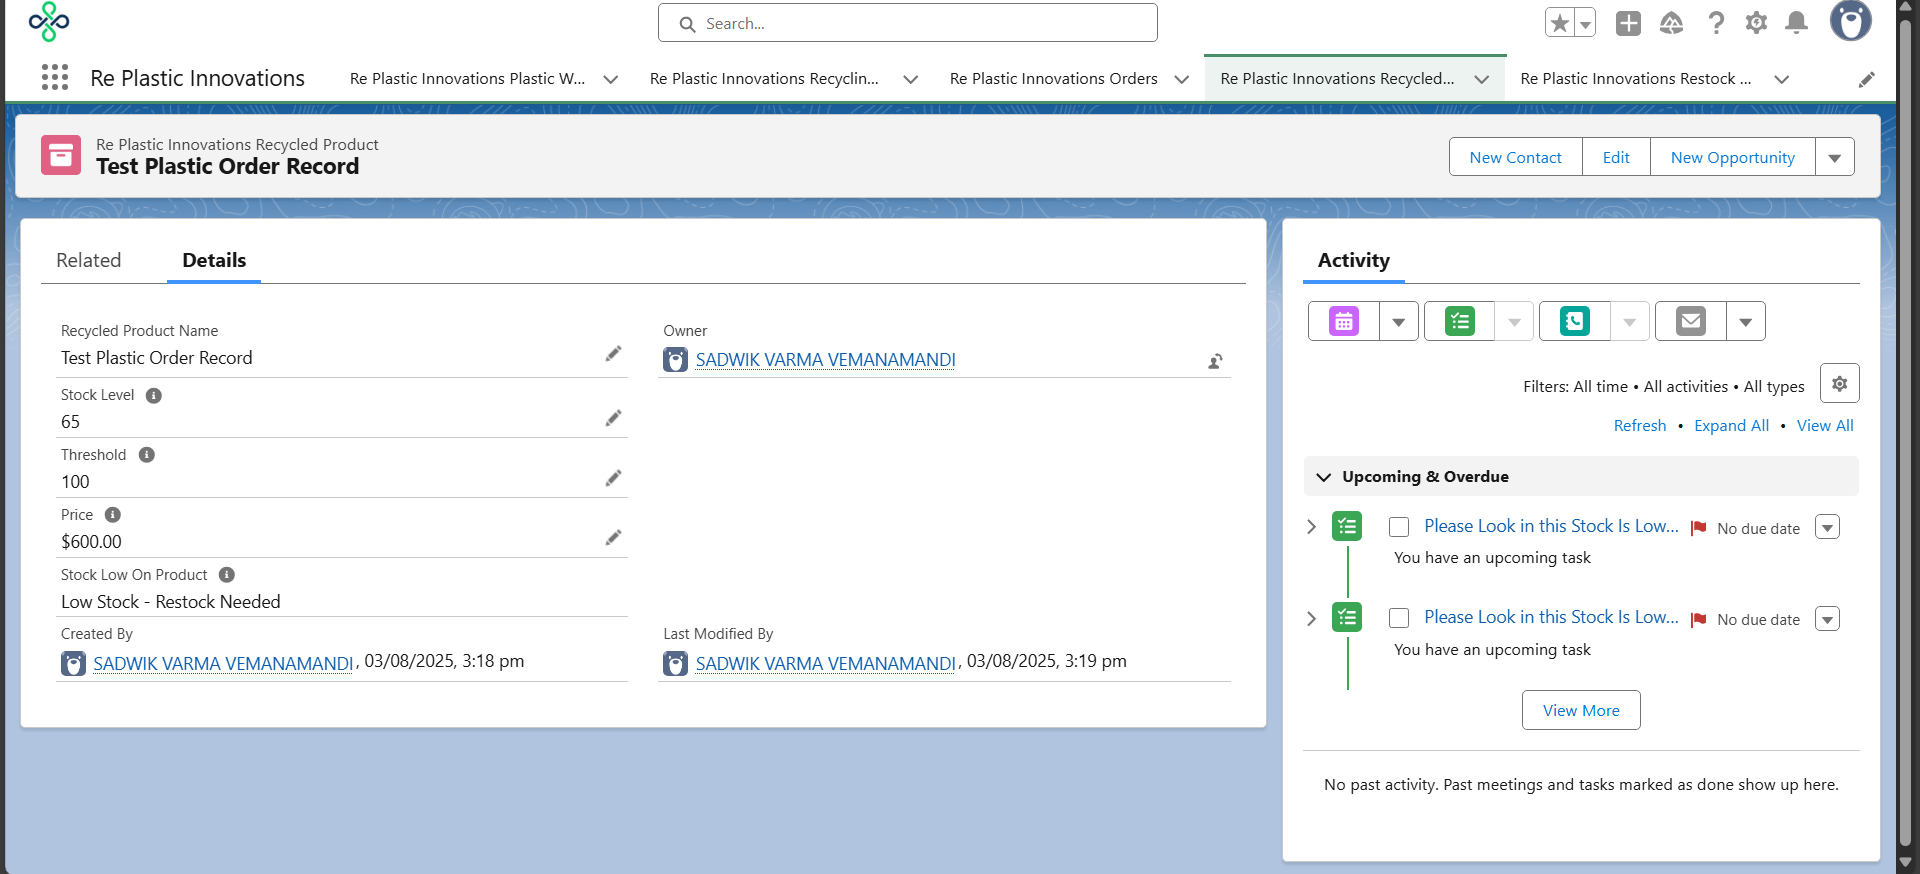 Search...
Re Plastic Innovations
Re Plastic Innovations Plastic W...
Re Plastic Innovations Recyclin...
Re Plastic Innovations Orders
Re Plastic Innovations Recycled...
Re Plastic Innovations Restock ...
Re Plastic Innovations Recycled Product
Test Plastic Order Record
New Contact
Edit
New Opportunity
Related
Details
Recycled Product Name
Test Plastic Order Record
Owner
SADWIK VARMA VEMANAMANDI
Stock Level
65
Threshold
100
Price
$600.00
Stock Low On Product
Low Stock - Restock Needed
Created By
SADWIK VARMA VEMANAMANDI, 03/08/2025, 3:18 pm
Last Modified By
SADWIK VARMA VEMANAMANDI, 03/08/2025, 3:19 pm
Activity
Filters: All time • All activities • All types
Refresh • Expand All • View All
Upcoming & Overdue
Please Look in this Stock Is Low... No due date
You have an upcoming task
Please Look in this Stock Is Low... No due date
You have an upcoming task
View More
No past activity. Past meetings and tasks marked as done show up here.